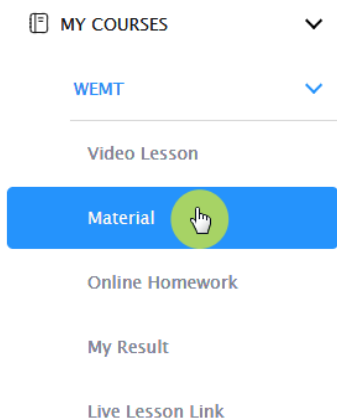 MY COURSES
WEMT
Video Lesson
Material
Online Homework
My Result
Live Lesson Link